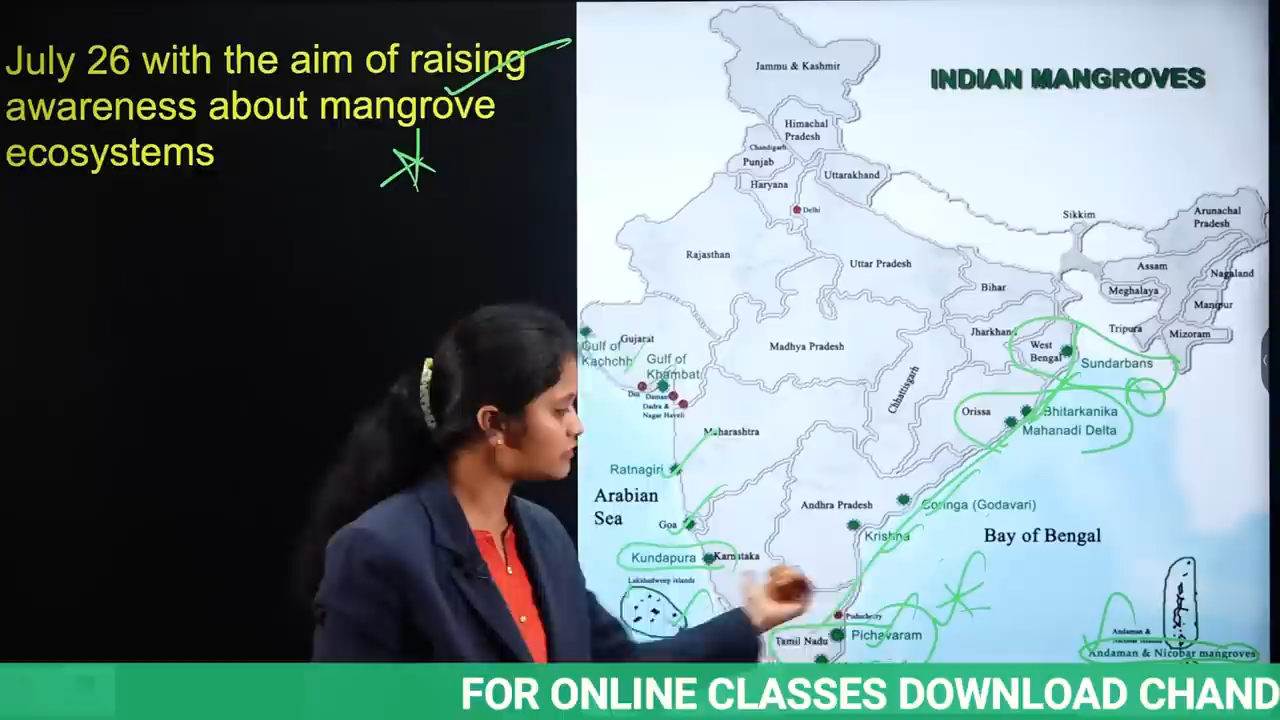 July 26 with the aim of raising
awareness about mangrove
ecosystems
INDIAN MANGROVES
Jammu & Kashmir
Himachal
Pradesh
Chandigarh
Punjab
Haryana
Uttarakhand
Delhi
Sikkim
Arunachal
Pradesh
Rajasthan
Uttar Pradesh
Assam
Nagaland
Bihar
Meghalaya
Manipur
Gujarat
Gulf of
Kachchh
Gulf of
Khambat
Madhya Pradesh
Jharkhand
West
Bengal
Tripura
Mizoram
Sundarbans
Diu
Daman
Dadra &
Nagar Haveli
Chhattisgarh
Orissa
Bhitarkanika
Mahanadi Delta
Maharashtra
Ratnagiri
Arabian
Sea
Goa
Andhra Pradesh
Coringa (Godavari)
Krishna
Bay of Bengal
Kundapura
Karnataka
Lakshadweep islands
Puducherry
Tamil Nadu
Pichavaram
Andaman &
Andaman & Nicobar mangroves
FOR ONLINE CLASSES DOWNLOAD CHAND